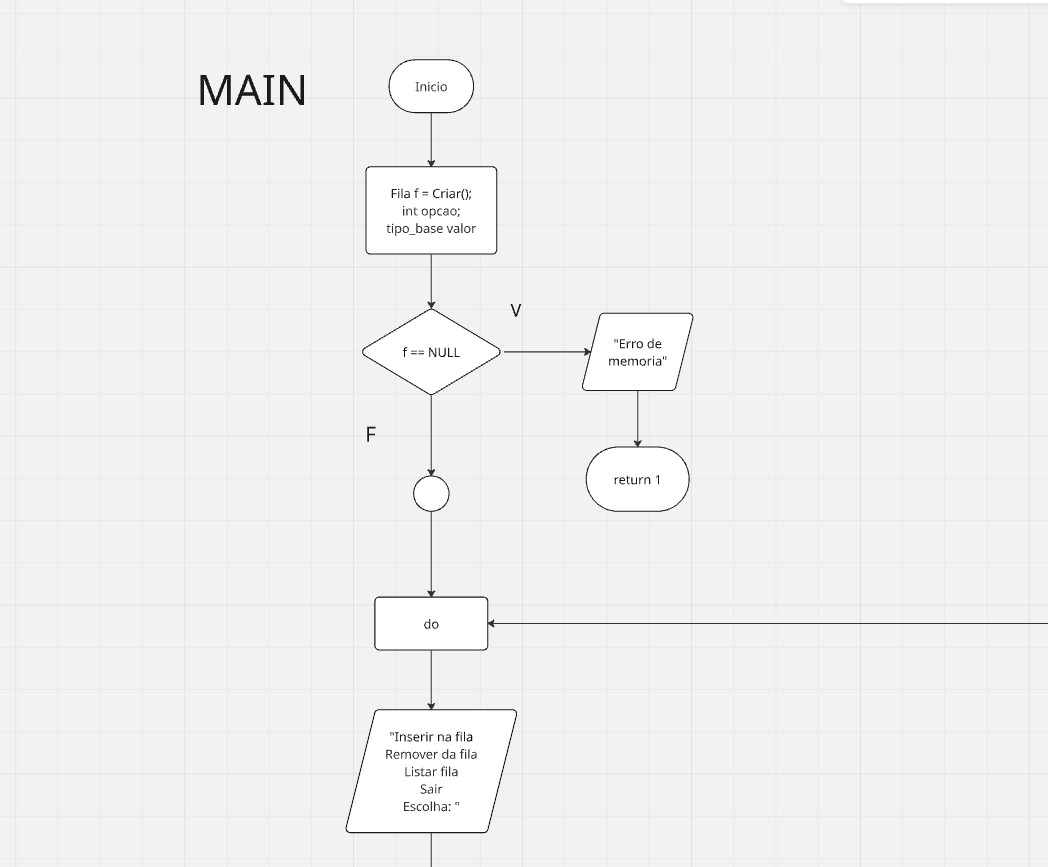 MAIN
Inicio
Fila f = Criar();
int opcao;
tipo_base valor
V
f == NULL
"Erro de
memoria"
F
return 1
do
"Inserir na fila
Remover da fila
Listar fila
Sair
Escolha: "